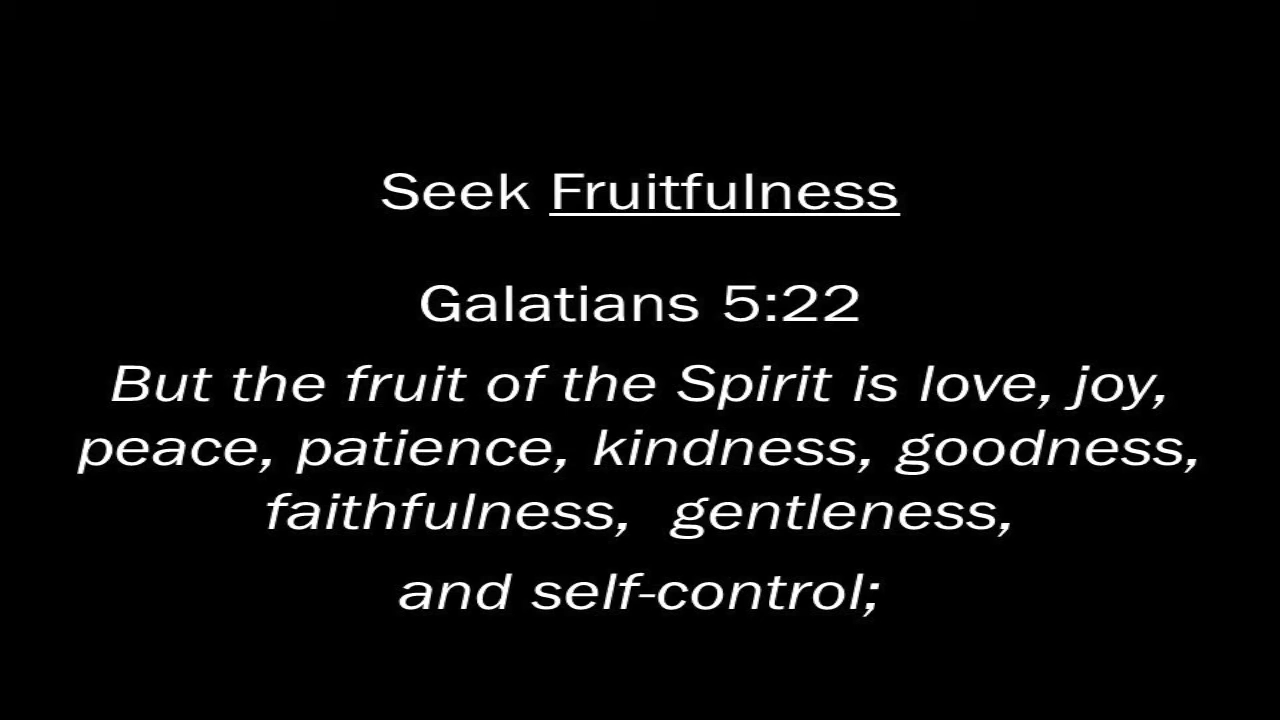 Seek Fruitfulness
Galatians 5:22
But the fruit of the Spirit is love, joy,
peace, patience, kindness, goodness,
faithfulness,  gentleness,
and self-control;